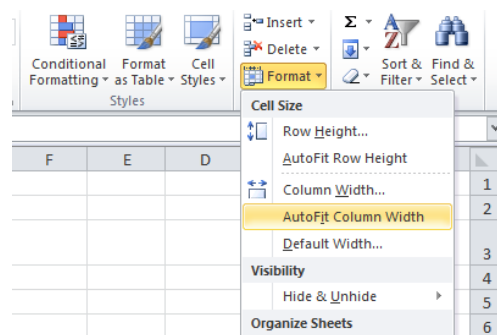 Insert
Delete
Format
Σ
Conditional Formatting
Format as Table
Cell Styles
Sort & Filter
Find & Select
Styles
Cell Size
Row Height...
AutoFit Row Height
Column Width...
AutoFit Column Width
Default Width...
Visibility
Hide & Unhide
Organize Sheets
F E D
1
2
3
4
5
6